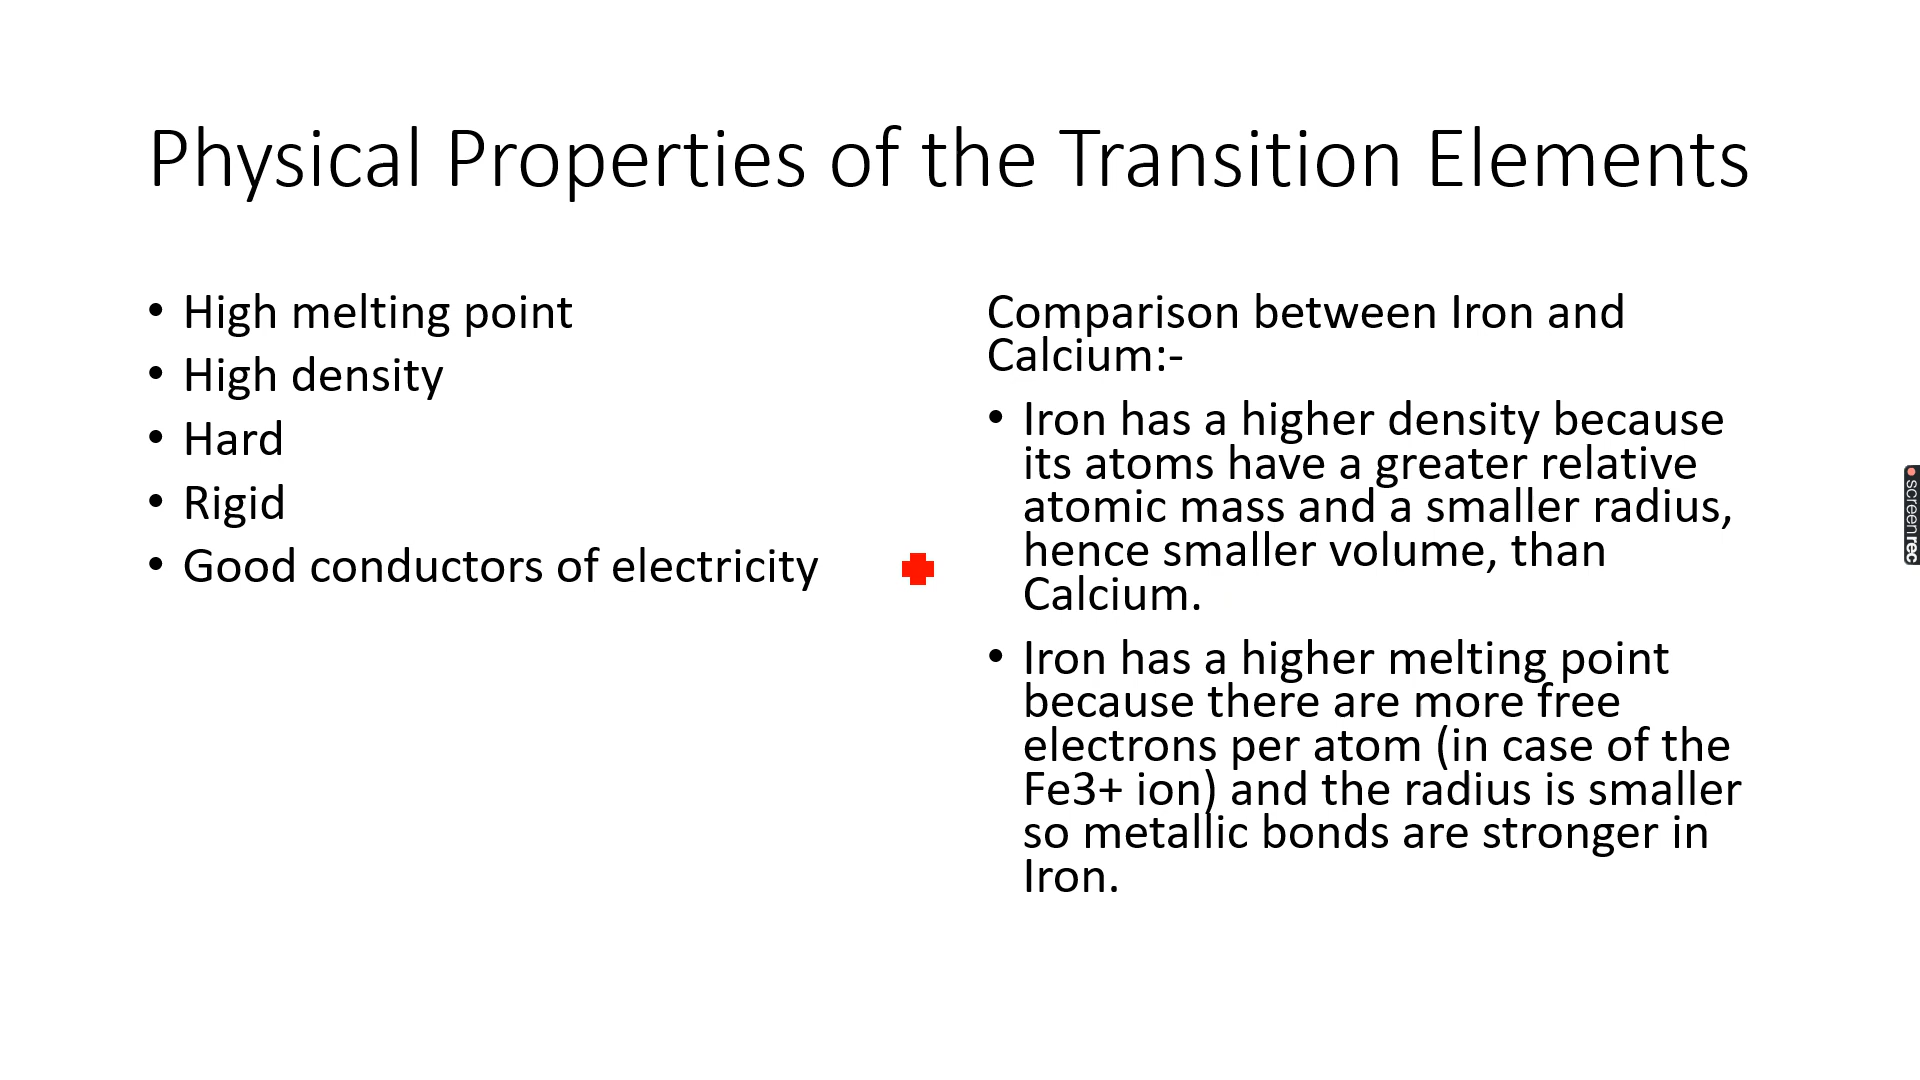 Physical Properties of the Transition Elements
• High melting point
• High density
• Hard
• Rigid
• Good conductors of electricity
Comparison between Iron and
Calcium:-
• Iron has a higher density because
its atoms have a greater relative
atomic mass and a smaller radius,
hence smaller volume, than
Calcium.
• Iron has a higher melting point
because there are more free
electrons per atom (in case of the
Fe3+ ion) and the radius is smaller
so metallic bonds are stronger in
Iron.
screenrec